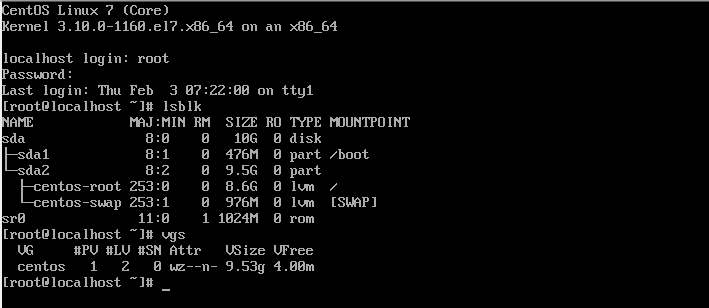 CentOS Linux 7 (Core)
Kernel 3.10.0-1160.el7.x86_64 on an x86_64

localhost login: root
Password:
Last login: Thu Feb  3 07:22:00 on tty1
[root@localhost ~]# lsblk
NAME            MAJ:MIN RM  SIZE RO TYPE MOUNTPOINT
sda               8:0    0   10G  0 disk
├─sda1            8:1    0  476M  0 part /boot
└─sda2            8:2    0  9.5G  0 part
  ├─centos-root 253:0    0  8.6G  0 lvm  /
  └─centos-swap 253:1    0  976M  0 lvm  [SWAP]
sr0              11:0    1 1024M  0 rom
[root@localhost ~]# vgs
  VG     #PV #LV #SN Attr   VSize VFree
  centos   1   2   0 wz--n- 9.53g 4.00m
[root@localhost ~]# _